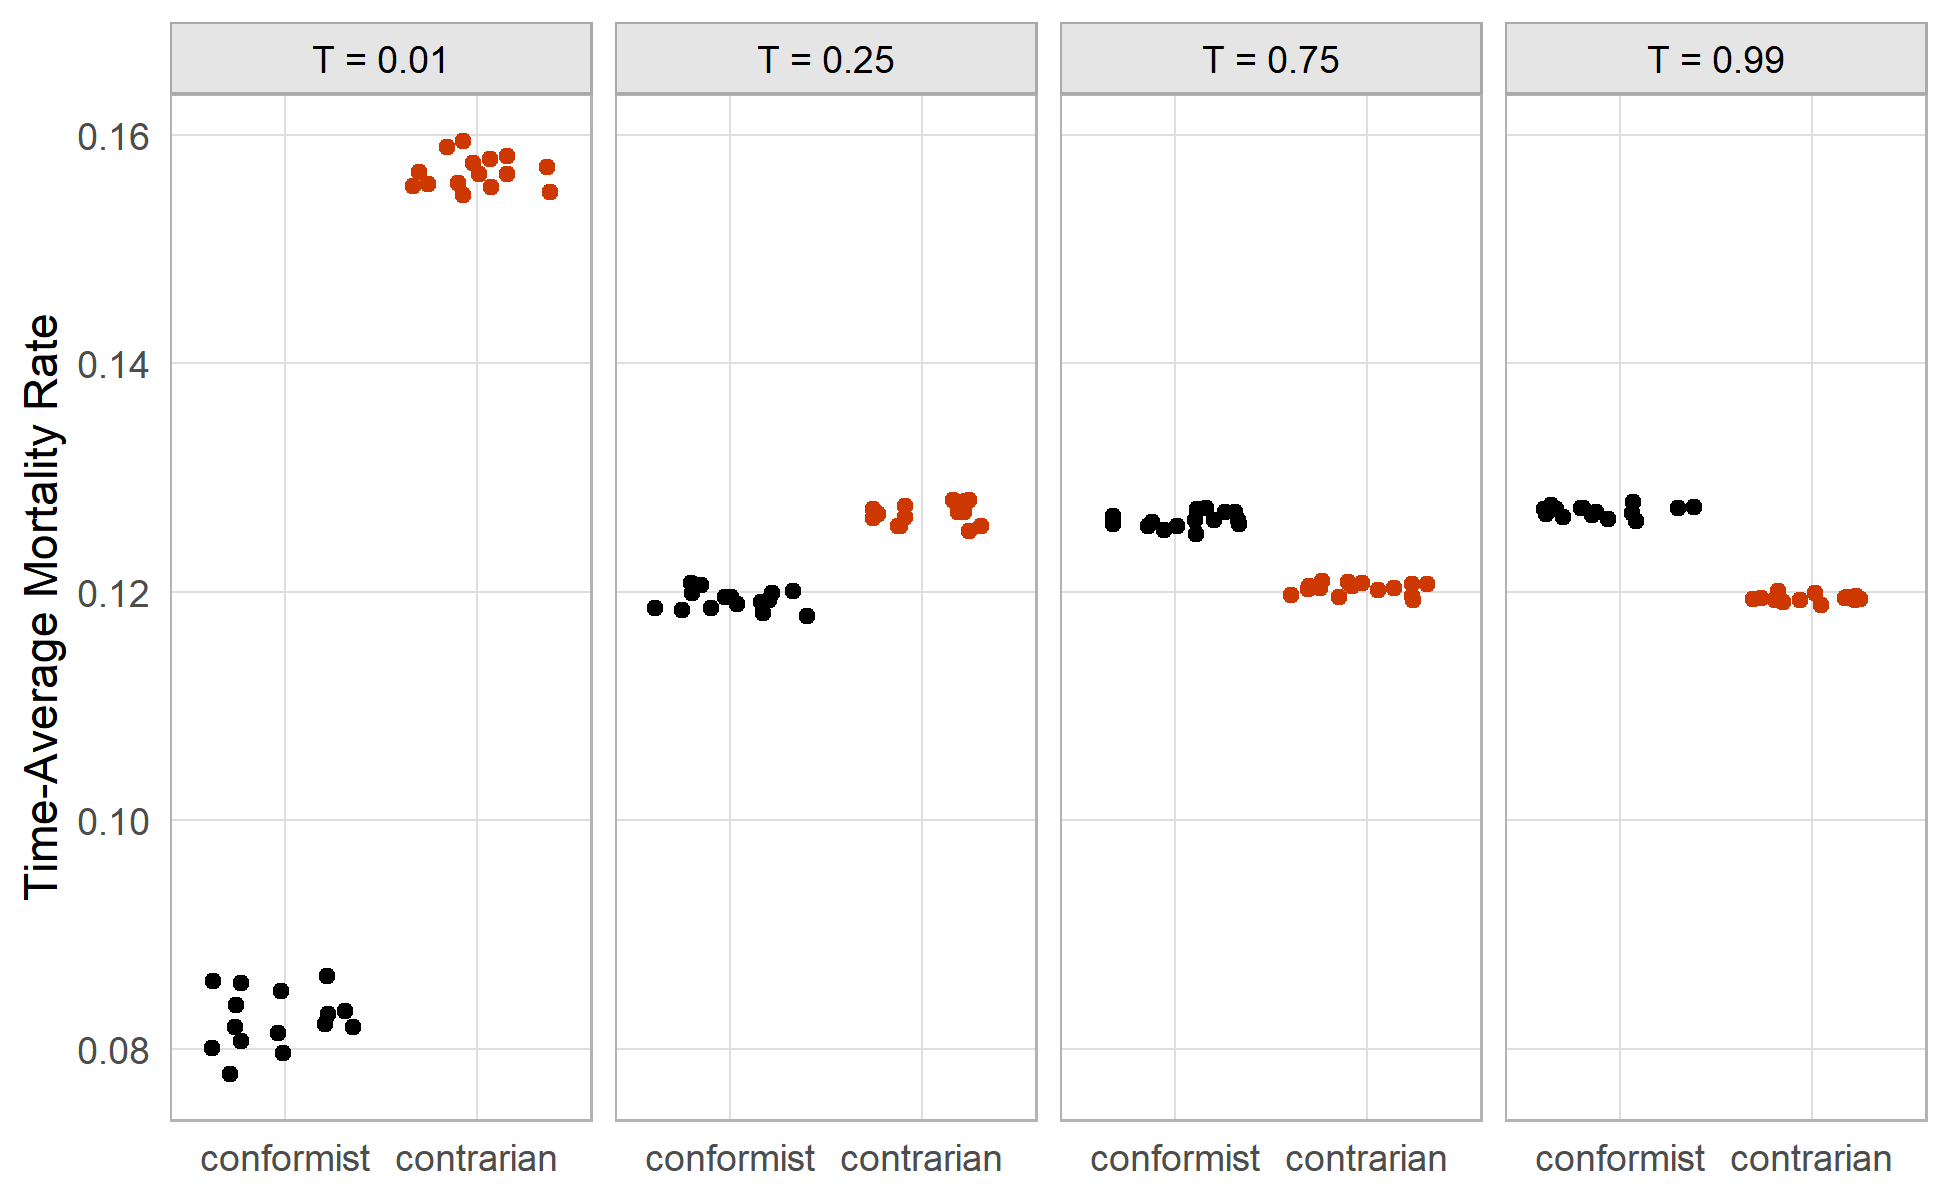 T = 0.01
T = 0.25
T = 0.75
T = 0.99
Time-Average Mortality Rate
0.16
0.14
0.12
0.10
0.08
conformist contrarian
conformist contrarian
conformist contrarian
conformist contrarian